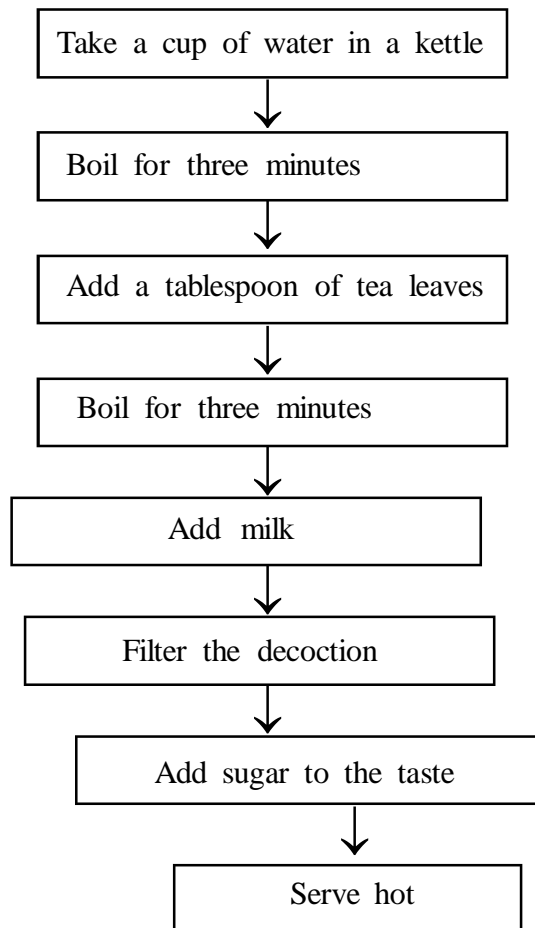 Take a cup of water in a kettle
Boil for three minutes
Add a tablespoon of tea leaves
Boil for three minutes
Add milk
Filter the decoction
Add sugar to the taste
Serve hot